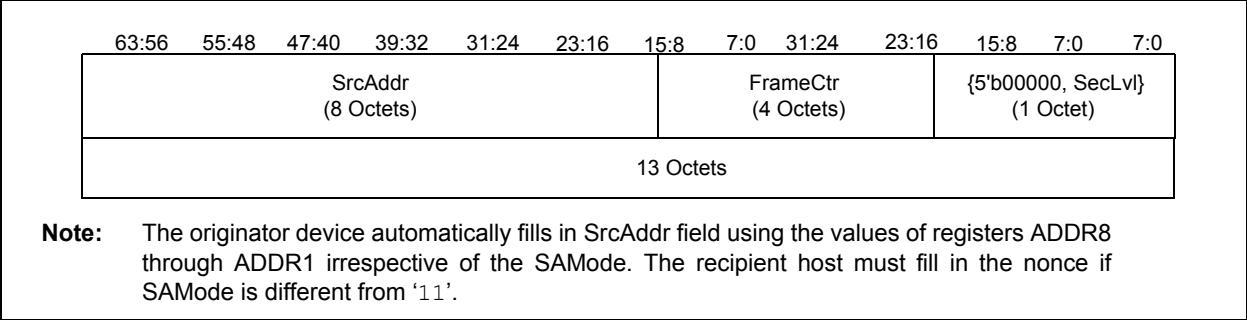 63:56 55:48 47:40 39:32 31:24 23:16 15:8 7:0 31:24 23:16 15:8 7:0 7:0
SrcAddr FrameCtr {5'b00000, SecLvl}
(8 Octets) (4 Octets) (1 Octet)
13 Octets
Note: The originator device automatically fills in SrcAddr field using the values of registers ADDR8
through ADDR1 irrespective of the SAMode. The recipient host must fill in the nonce if
SAMode is different from ‘11’.